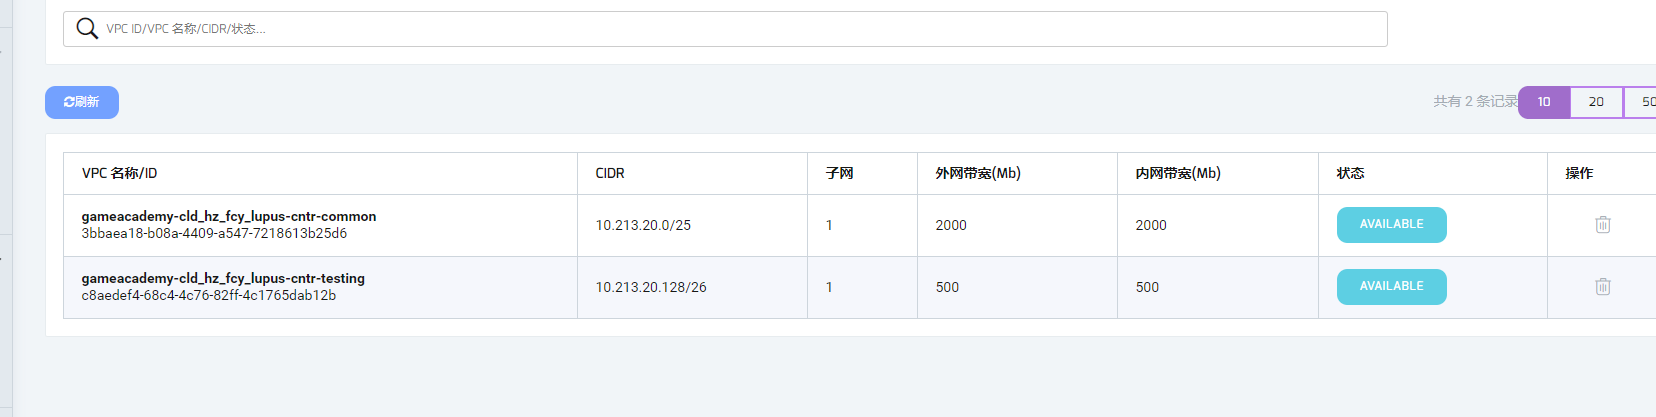 VPC ID/VPC 名称/CIDR/状态...
刷新
共有 2 条记录 10 20 50
VPC 名称/ID CIDR 子网 外网带宽(Mb) 内网带宽(Mb) 状态 操作
gameacademy-cld_hz_fcy_lupus-cntr-common
3bbaea18-b08a-4409-a547-7218613b25d6
10.213.20.0/25 1 2000 2000 AVAILABLE
gameacademy-cld_hz_fcy_lupus-cntr-testing
c8aedef4-68c4-4c76-82ff-4c1765dab12b
10.213.20.128/26 1 500 500 AVAILABLE